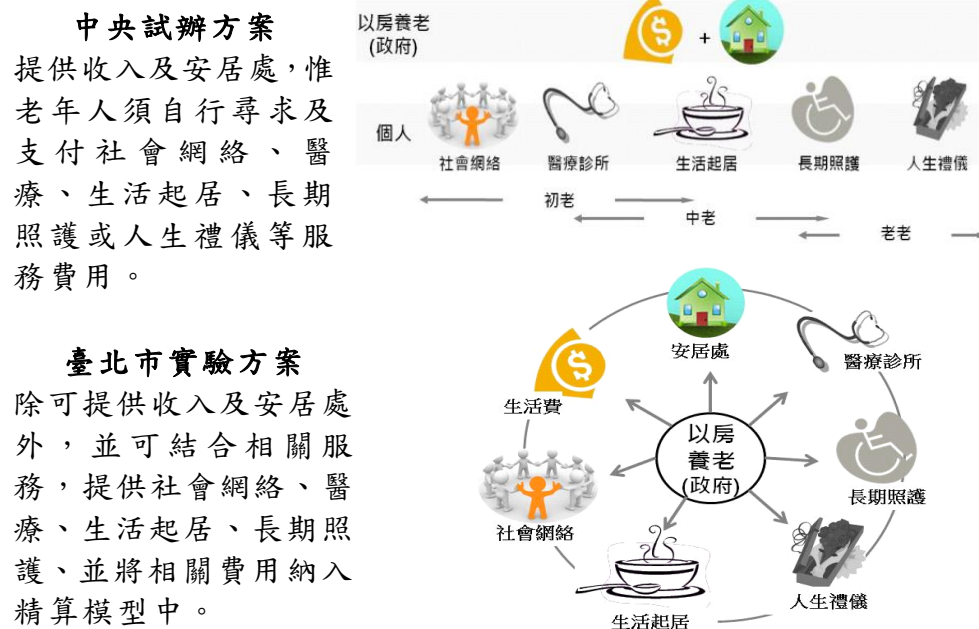 中央試辦方案
提供收入及安居處，惟
老年人須自行尋求及
支付社會網絡、醫
療、生活起居、長期
照護或人生禮儀等服
務費用。
以房養老
(政府)
+
個人
社會網絡
醫療診所
生活起居
長期照護
人生禮儀
初老
中老
老老
臺北市實驗方案
除可提供收入及安居處
外，並可結合相關服
務，提供社會網絡、醫
療、生活起居、長期照
護、並將相關費用納入
精算模型中。
安居處
醫療診所
生活費
以房
養老
(政府)
長期照護
社會網絡
人生禮儀
生活起居